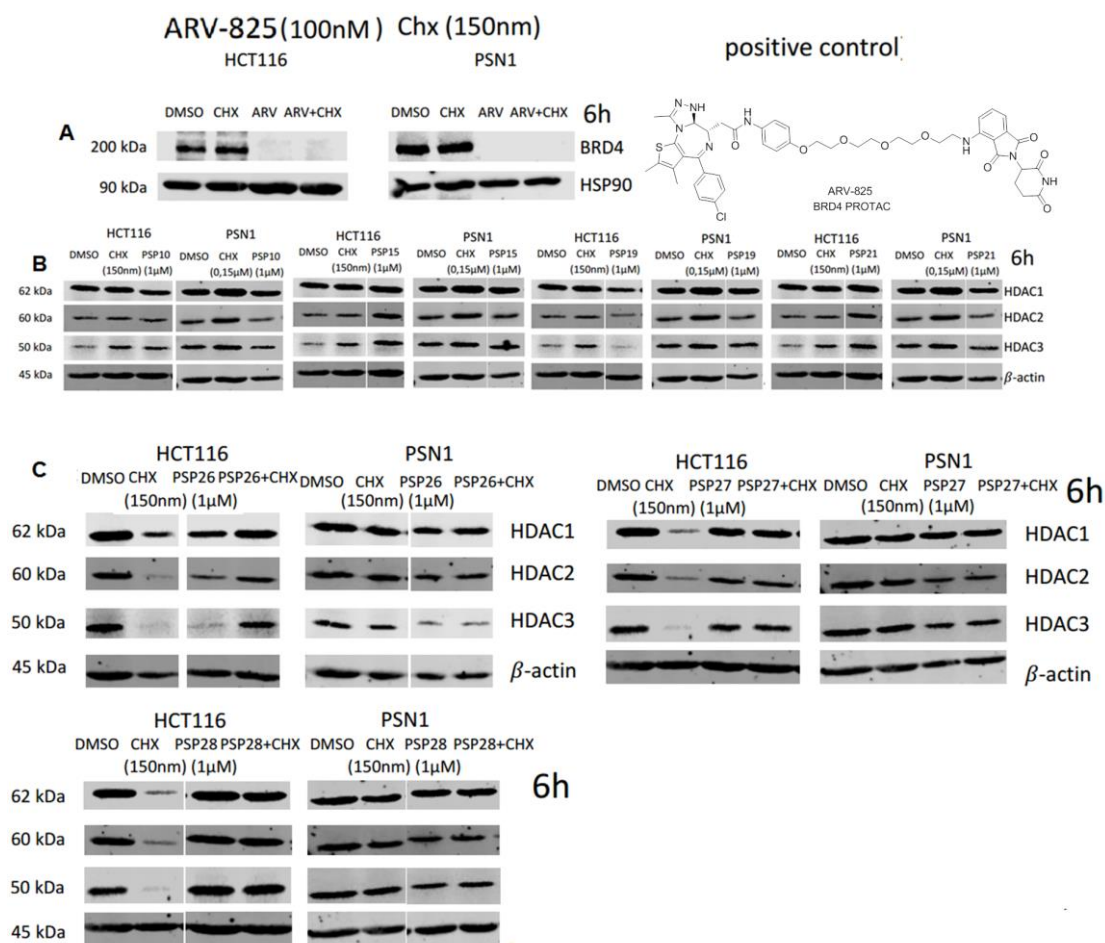 ARV-825 (100nM) Chx (150nm)
HCT116 PSN1
positive control
DMSO CHX ARV ARV+CHX DMSO CHX ARV ARV+CHX 6h
A
200 kDa BRD4
90 kDa HSP90
CH₃ N N NH H N O O O O O N H O N O NH O O S N N H₃C CH₃ Cl
ARV-825
BRD4 PROTAC
B
HCT116 PSN1 HCT116 PSN1 HCT116 PSN1 HCT116 PSN1
DMSO CHX PSP10 DMSO CHX PSP10 DMSO CHX PSP15 DMSO CHX PSP15 DMSO CHX PSP19 DMSO CHX PSP19 DMSO CHX PSP21 DMSO CHX PSP21 6h
(150nm) (1μM) (0,15μM) (1μM) (150nm) (1μM) (0,15μM) (1μM) (150nm) (1μM) (0,15μM) (1μM) (150nm) (1μM) (0,15μM) (1μM)
62 kDa HDAC1
60 kDa HDAC2
50 kDa HDAC3
45 kDa β-actin
C
HCT116 PSN1
DMSO CHX PSP26 PSP26+CHX DMSO CHX PSP26 PSP26+CHX
(150nm) (1μM) (150nm) (1μM)
62 kDa HDAC1
60 kDa HDAC2
50 kDa HDAC3
45 kDa β-actin
HCT116 PSN1
DMSO CHX PSP27 PSP27+CHX DMSO CHX PSP27 PSP27+CHX 6h
(150nm) (1μM) (150nm) (1μM)
HDAC1
HDAC2
HDAC3
β-actin
HCT116 PSN1
DMSO CHX PSP28 PSP28+CHX DMSO CHX PSP28 PSP28+CHX
(150nm) (1μM) (150nm) (1μM) 6h
62 kDa
60 kDa
50 kDa
45 kDa